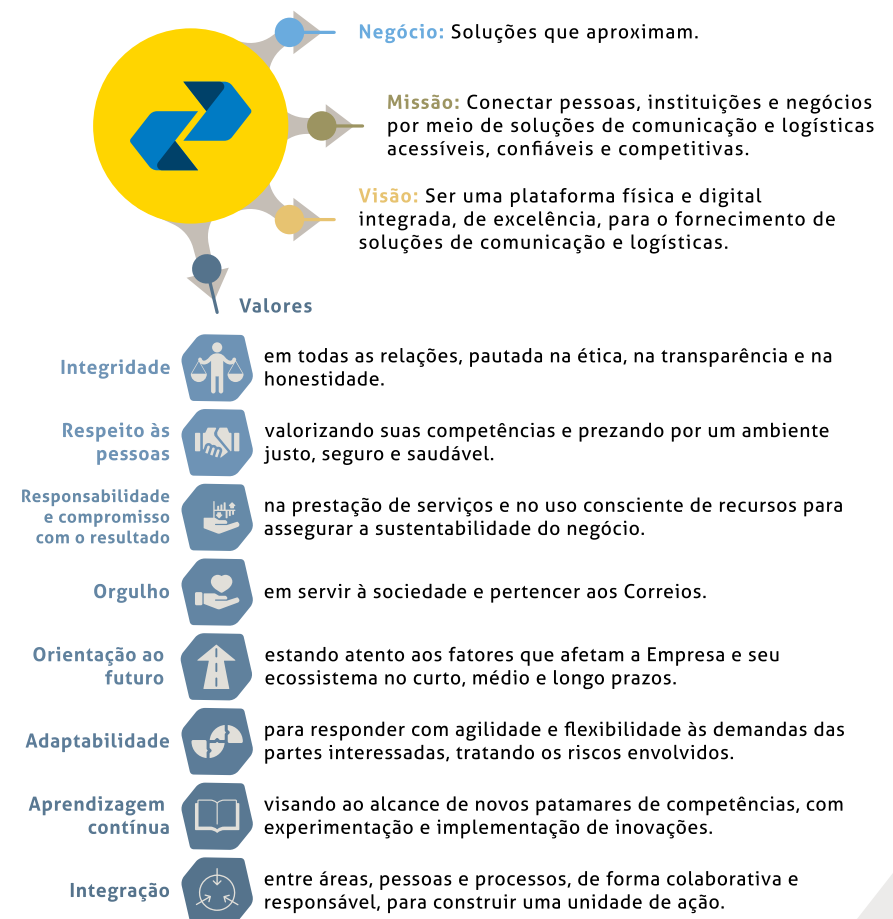 Negócio: Soluções que aproximam.
Missão: Conectar pessoas, instituições e negócios
por meio de soluções de comunicação e logísticas
acessíveis, confiáveis e competitivas.
Visão: Ser uma plataforma física e digital
integrada, de excelência, para o fornecimento de
soluções de comunicação e logísticas.
Valores
Integridade
em todas as relações, pautada na ética, na transparência e na
honestidade.
Respeito às
pessoas
valorizando suas competências e prezando por um ambiente
justo, seguro e saudável.
Responsabilidade
e compromisso
com o resultado
na prestação de serviços e no uso consciente de recursos para
assegurar a sustentabilidade do negócio.
Orgulho
em servir à sociedade e pertencer aos Correios.
Orientação ao
futuro
estando atento aos fatores que afetam a Empresa e seu
ecossistema no curto, médio e longo prazos.
Adaptabilidade
para responder com agilidade e flexibilidade às demandas das
partes interessadas, tratando os riscos envolvidos.
Aprendizagem
contínua
visando ao alcance de novos patamares de competências, com
experimentação e implementação de inovações.
Integração
entre áreas, pessoas e processos, de forma colaborativa e
responsável, para construir uma unidade de ação.